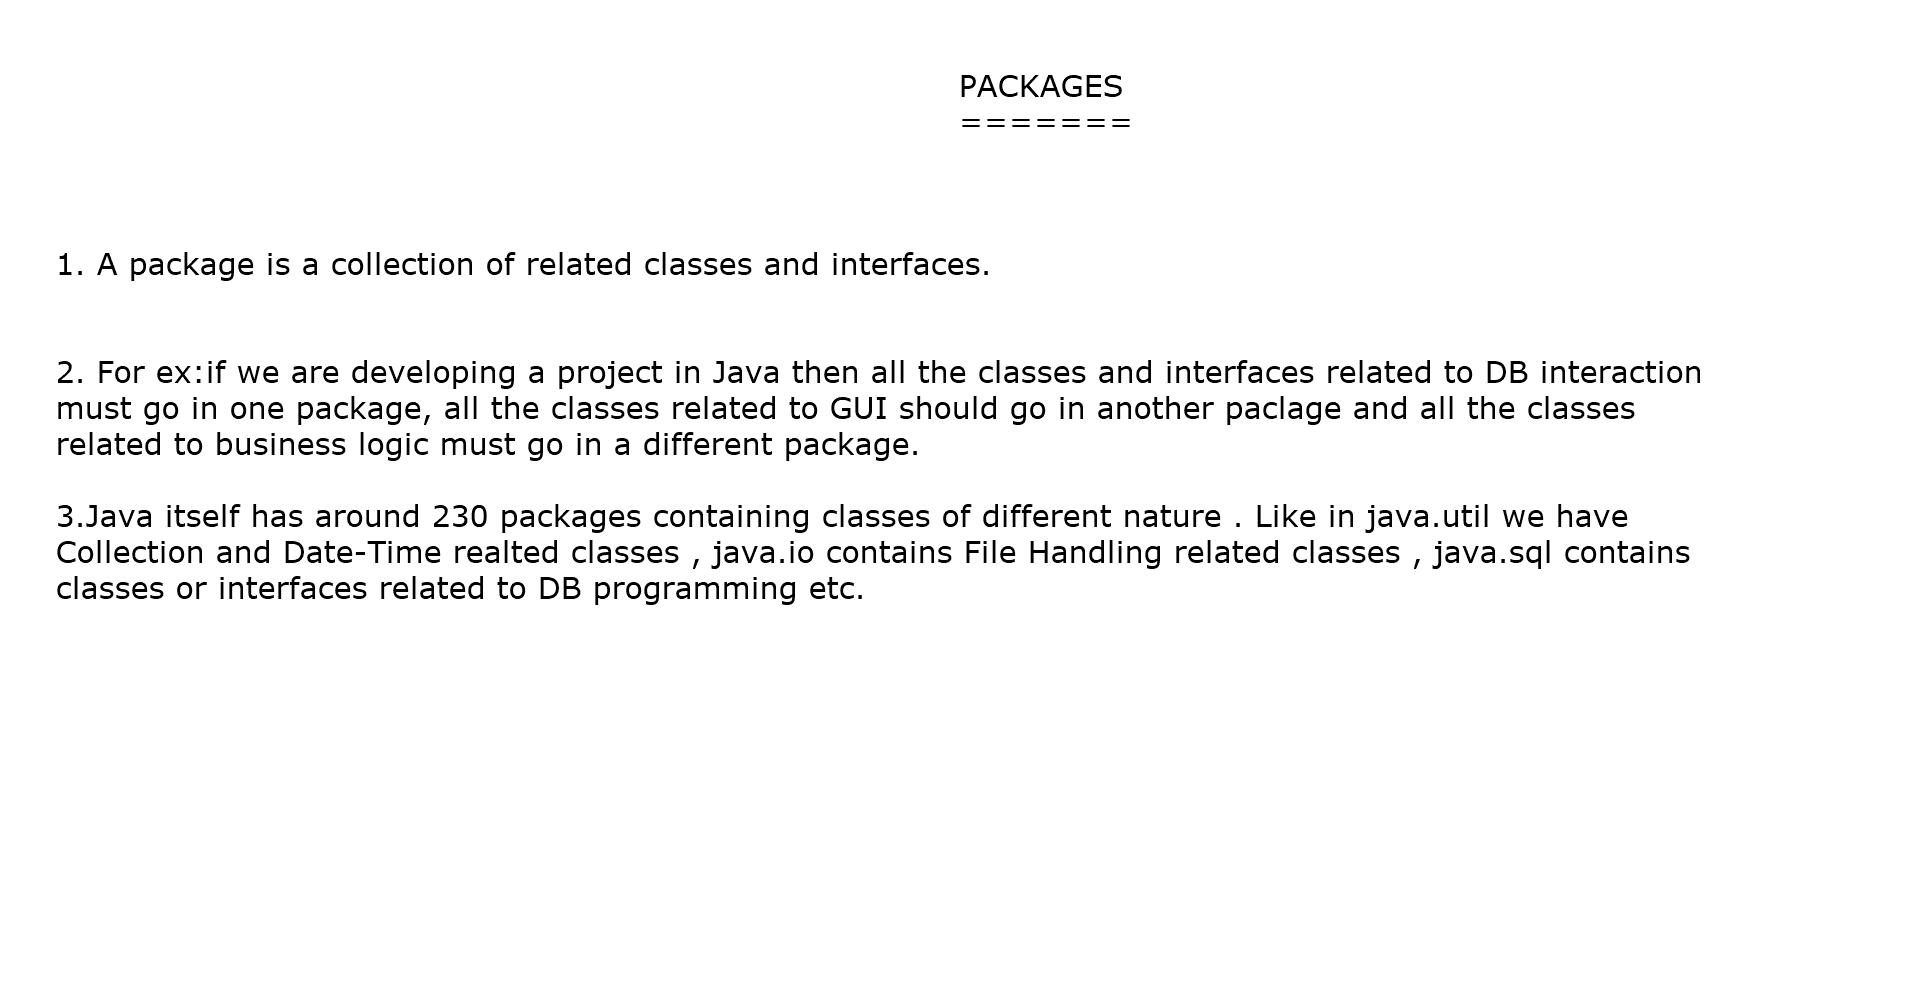 PACKAGES
=======
1. A package is a collection of related classes and interfaces.
2. For ex:if we are developing a project in Java then all the classes and interfaces related to DB interaction
must go in one package, all the classes related to GUI should go in another paclage and all the classes
related to business logic must go in a different package.
3.Java itself has around 230 packages containing classes of different nature . Like in java.util we have
Collection and Date-Time realted classes , java.io contains File Handling related classes , java.sql contains
classes or interfaces related to DB programming etc.